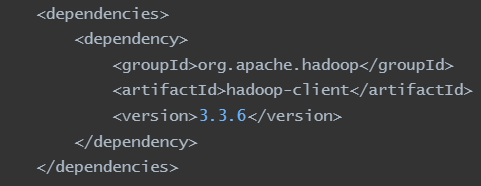 <dependencies>
<dependency>
<groupId>org.apache.hadoop</groupId>
<artifactId>hadoop-client</artifactId>
<version>3.3.6</version>
</dependency>
</dependencies>